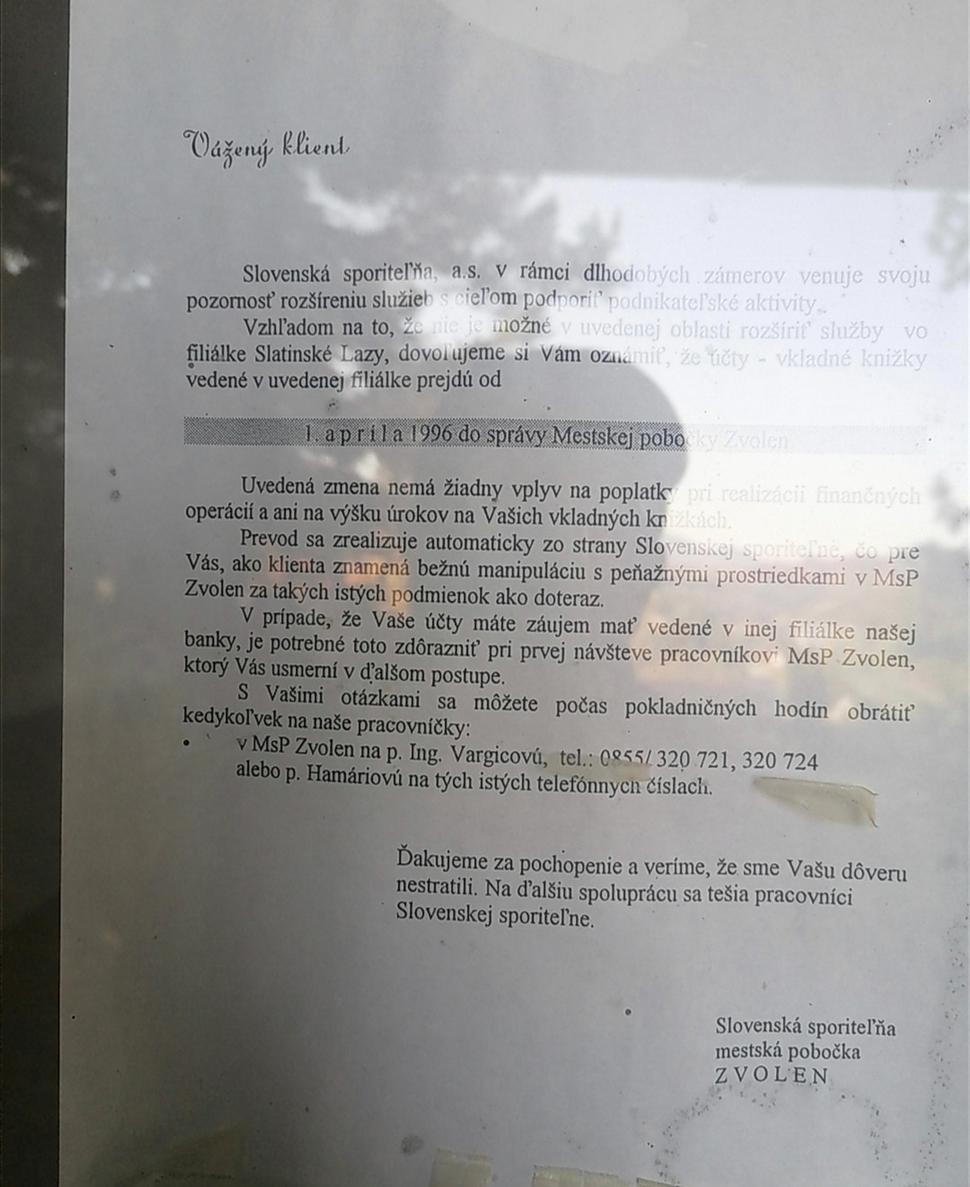 Vážený klient
Slovenská sporiteľňa, a.s. v rámci dlhodobých zámerov venuje svoju
pozornosť rozšíreniu služieb s cieľom podporiť podnikateľské aktivity.
Vzhľadom na to, že nie je možné v uvedenej oblasti rozšíriť služby vo
filiálke Slatinské Lazy, dovoľujeme si Vám oznámiť, že účty - vkladné knižky
vedené v uvedenej filiálke prejdú od
1. a p r í l a 1996 do správy Mestskej pobočky Zvolen
Uvedená zmena nemá žiadny vplyv na poplatky pri realizácii finančných
operácií a ani na výšku úrokov na Vašich vkladných knižkách.
Prevod sa zrealizuje automaticky zo strany Slovenskej sporiteľne, čo pre
Vás, ako klienta znamená bežnú manipuláciu s peňažnými prostriedkami v MsP
Zvolen za takých istých podmienok ako doteraz.
V prípade, že Vaše účty máte záujem mať vedené v inej filiálke našej
banky, je potrebné toto zdôrazniť pri prvej návšteve pracovníkovi MsP Zvolen,
ktorý Vás usmerní v ďalšom postupe.
S Vašimi otázkami sa môžete počas pokladničných hodín obrátiť
kedykoľvek na naše pracovníčky:
• v MsP Zvolen na p. Ing. Vargicovú, tel.: 0855/ 320 721, 320 724
alebo p. Hamáriovú na tých istých telefónnych číslach.
Ďakujeme za pochopenie a veríme, že sme Vašu dôveru
nestratili. Na ďalšiu spoluprácu sa tešia pracovníci
Slovenskej sporiteľne.
Slovenská sporiteľňa
mestská pobočka
Z V O L E N